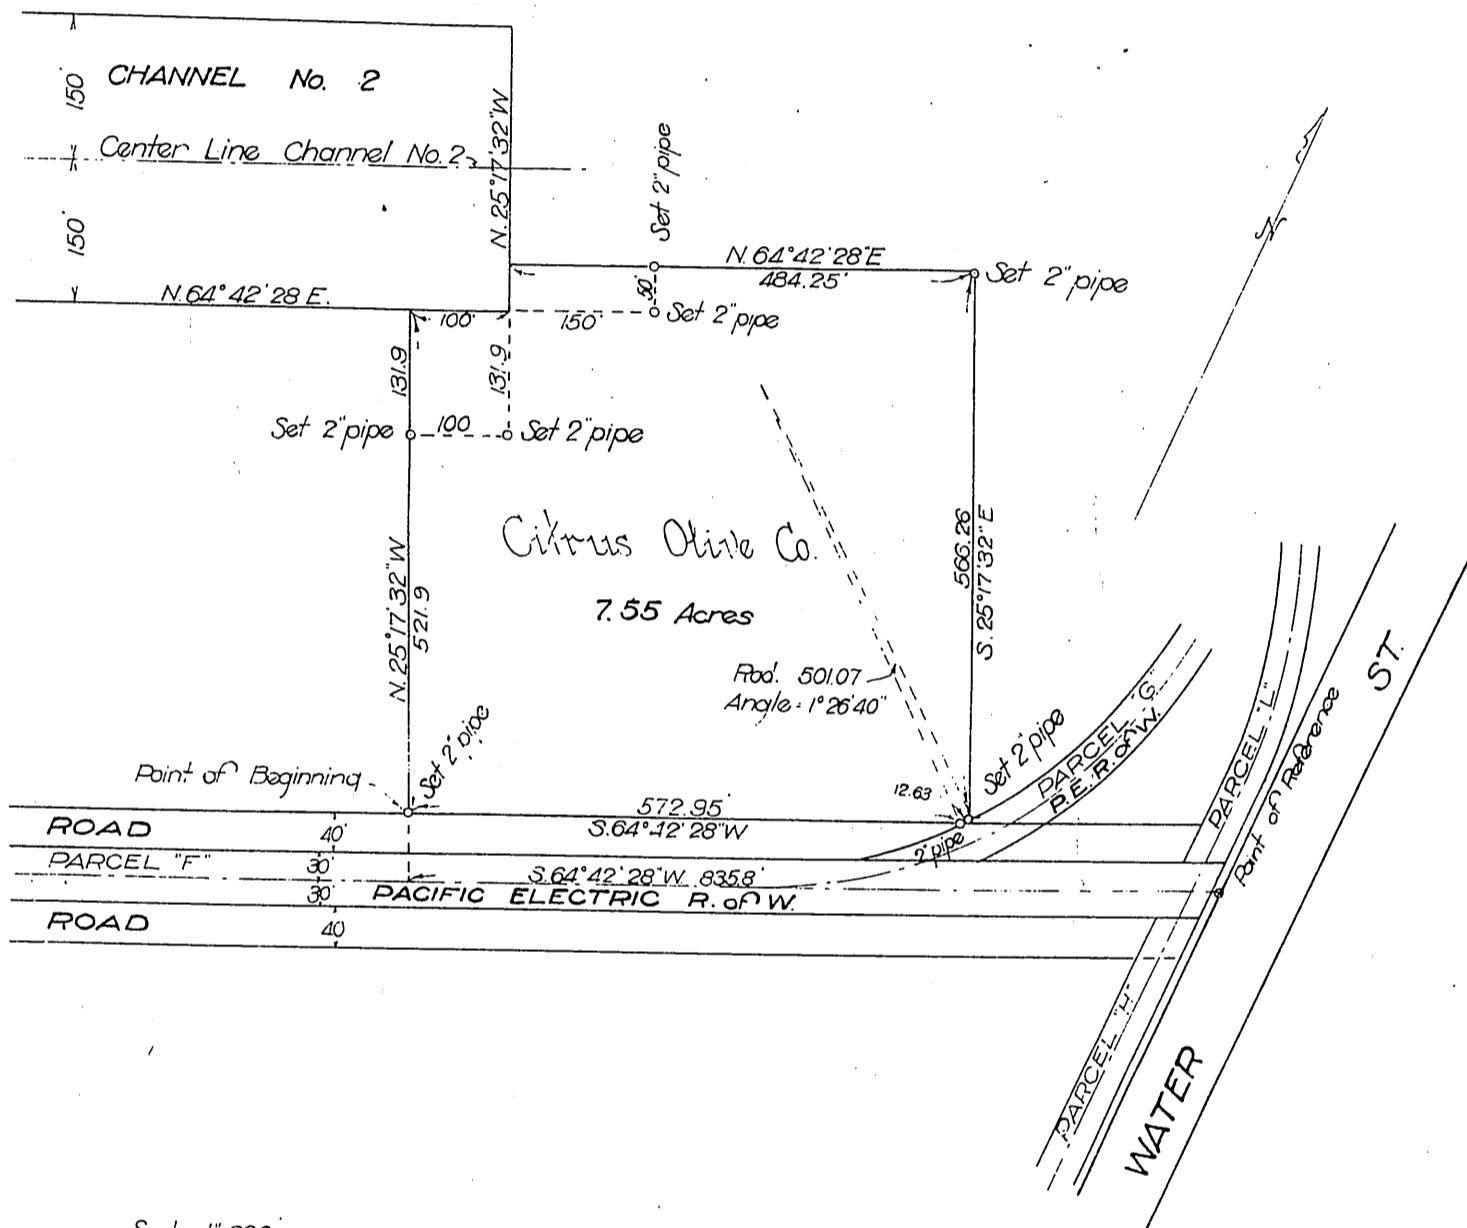 150'
CHANNEL No. 2
Center Line Channel No. 2
150'
N. 25°17'32" W
Set 2" pipe
N. 64°42'28" E
484.25'
Set 2" pipe
N. 64°42'28 E.
50'
100'
150'
Set 2" pipe
131.9
131.9
Set 2" pipe
100
Set 2" pipe
N
Citrus Olive Co.
7.55 Acres
N. 25°17'32" W
521.9
566.26
S. 25°17'32" E
Rad. 501.07
Angle = 1°26'40"
Set 2" pipe
Point of Beginning
12.63
Set 2" pipe
PARCEL "G"
P.E. R. of W.
PARCEL "L"
Point of Reference
ST.
572.95'
S. 64°42'28" W
2" pipe
ROAD
40'
PARCEL "F"
30'
S. 64°42'28" W. 835.8'
30'
PACIFIC ELECTRIC R. of W.
ROAD
40'
PARCEL "H"
WATER